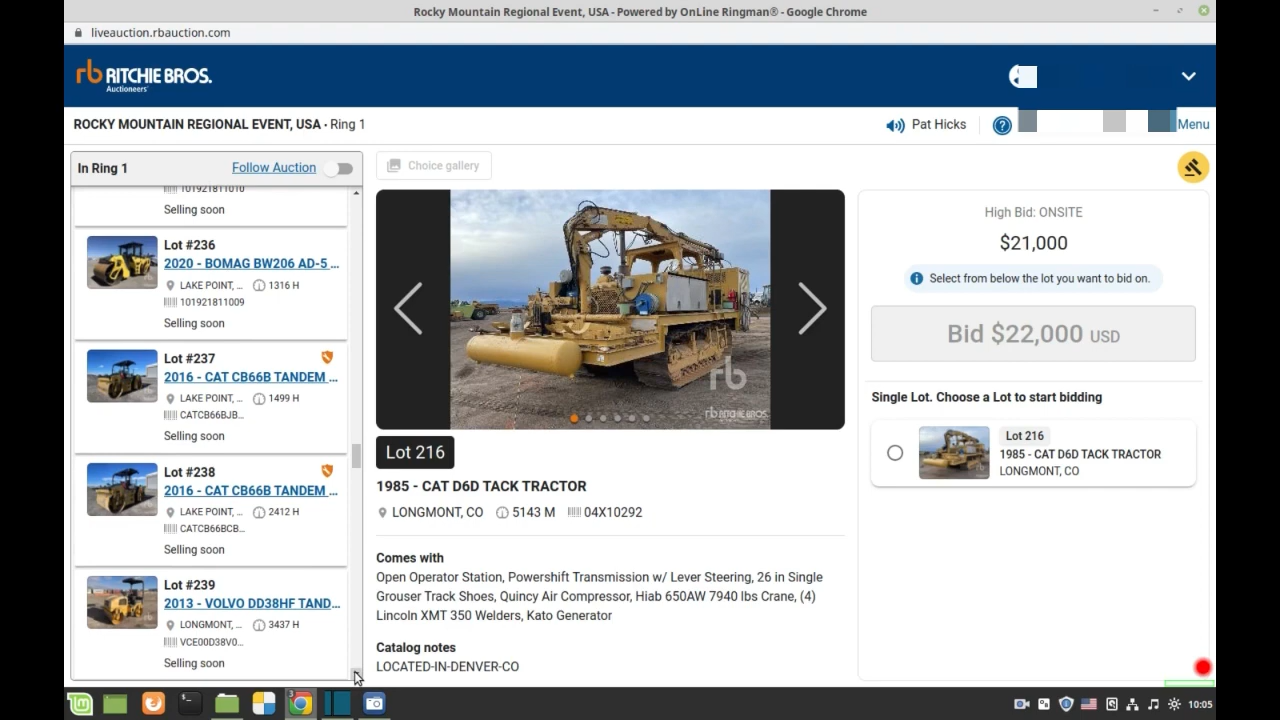 Rocky Mountain Regional Event, USA - Powered by OnLine Ringman® - Google Chrome
liveauction.rbauction.com
rb RITCHIE BROS.
Auctioneers
ROCKY MOUNTAIN REGIONAL EVENT, USA · Ring 1
Pat Hicks
Menu
In Ring 1
Follow Auction
Choice gallery
101921811010
Selling soon
Lot #236
2020 - BOMAG BW206 AD-5 ...
LAKE POINT, ...
1316 H
101921811009
Selling soon
Lot #237
2016 - CAT CB66B TANDEM ...
LAKE POINT, ...
1499 H
CATCB66BJB...
Selling soon
Lot #238
2016 - CAT CB66B TANDEM ...
LAKE POINT, ...
2412 H
CATCB66BCB...
Selling soon
Lot #239
2013 - VOLVO DD38HF TAND...
LONGMONT, ...
3437 H
VCE00D38V0...
Selling soon
rb
rb RITCHIE BROS.
Lot 216
1985 - CAT D6D TACK TRACTOR
LONGMONT, CO
5143 M
04X10292
Comes with
Open Operator Station, Powershift Transmission w/ Lever Steering, 26 in Single
Grouser Track Shoes, Quincy Air Compressor, Hiab 650AW 7940 lbs Crane, (4)
Lincoln XMT 350 Welders, Kato Generator
Catalog notes
LOCATED-IN-DENVER-CO
High Bid: ONSITE
$21,000
Select from below the lot you want to bid on.
Bid $22,000 USD
Single Lot. Choose a Lot to start bidding
Lot 216
1985 - CAT D6D TACK TRACTOR
LONGMONT, CO
3
10:05